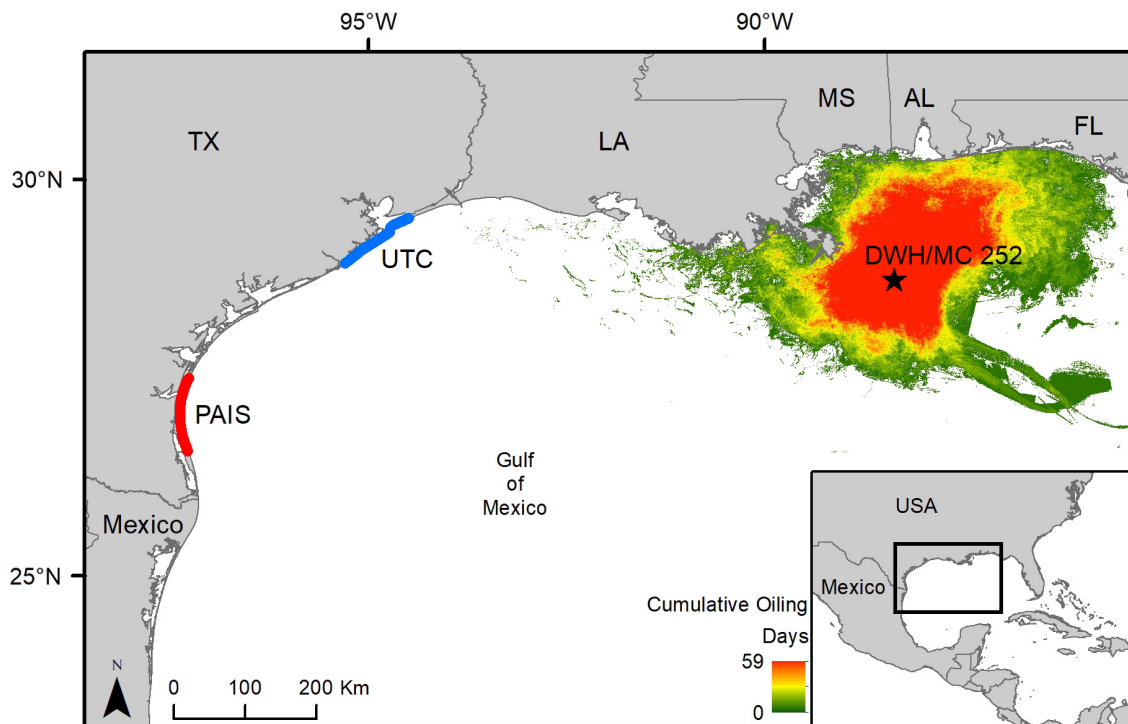 95°W
90°W
MS
AL
TX
LA
FL
30°N
UTC
DWH/MC 252
PAIS
Gulf
of
Mexico
Mexico
USA
25°N
Mexico
Cumulative Oiling
Days
59
0
N
0
100
200 Km